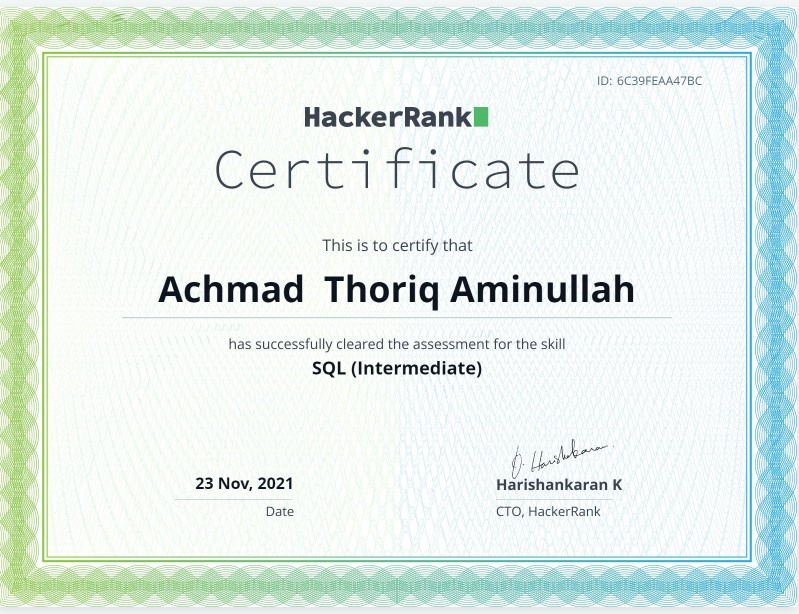 ID: 6C39FEAA47BC
HackerRank
Certificate
This is to certify that
Achmad  Thoriq Aminullah
has successfully cleared the assessment for the skill
SQL (Intermediate)
23 Nov, 2021
Date
H. Harishankaran
Harishankaran K
CTO, HackerRank